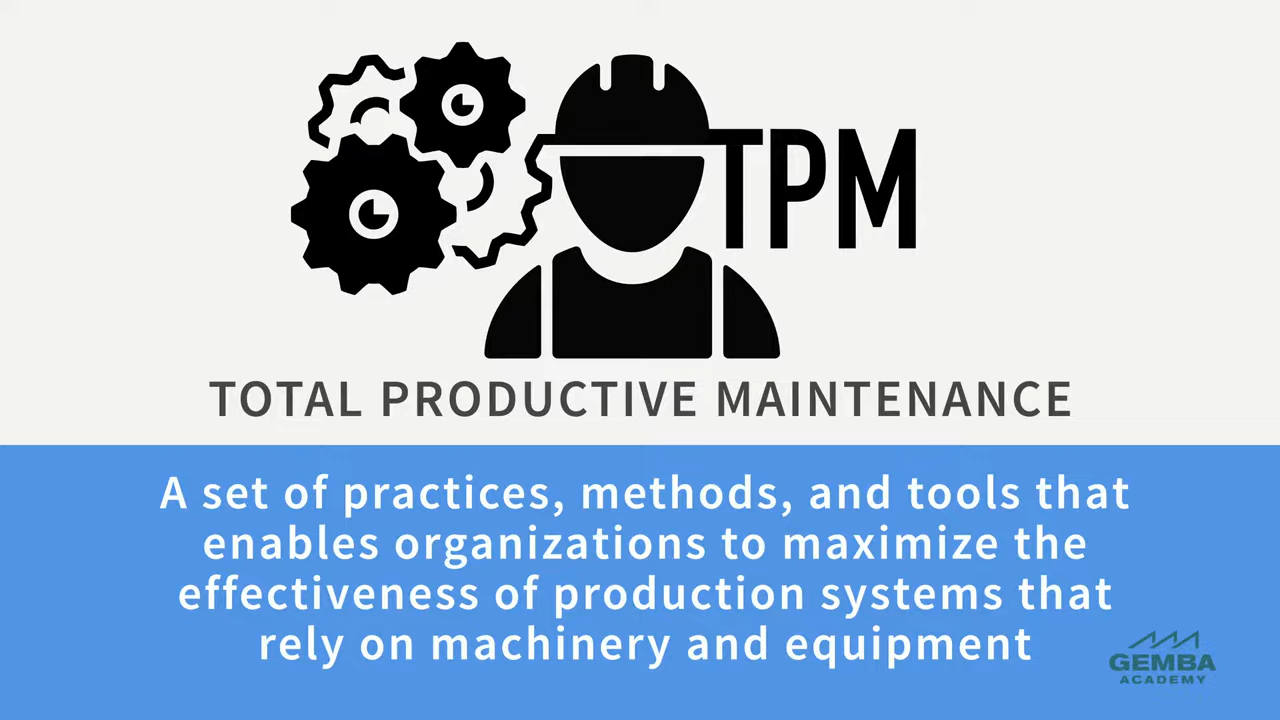 TPM
TOTAL PRODUCTIVE MAINTENANCE
A set of practices, methods, and tools that
enables organizations to maximize the
effectiveness of production systems that
rely on machinery and equipment
GEMBA
ACADEMY